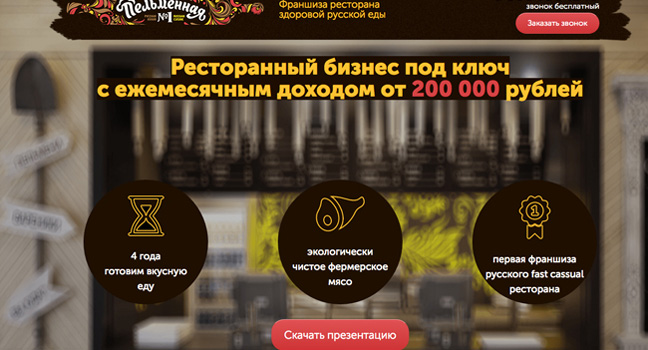 Пельменная
№1
Франшиза ресторана
здоровой русской еды
звонок бесплатный
Заказать звонок
Ресторанный бизнес под ключ
с ежемесячным доходом от 200 000 рублей
4 года
готовим вкусную
еду
экологически
чистое фермерское
мясо
1
первая франшиза
русского fast cassual
ресторана
Скачать презентацию